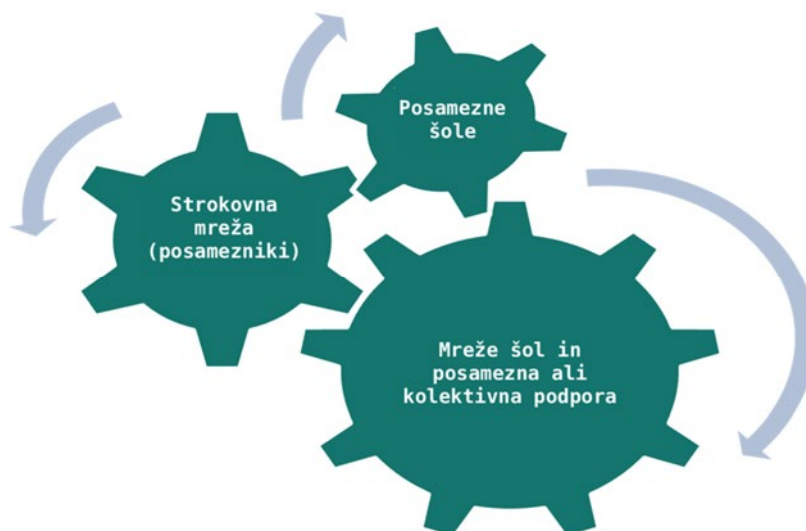 Posamezne
šole
Strokovna
mreža
(posamezniki)
Mreže šol in
posamezna ali
kolektivna podpora